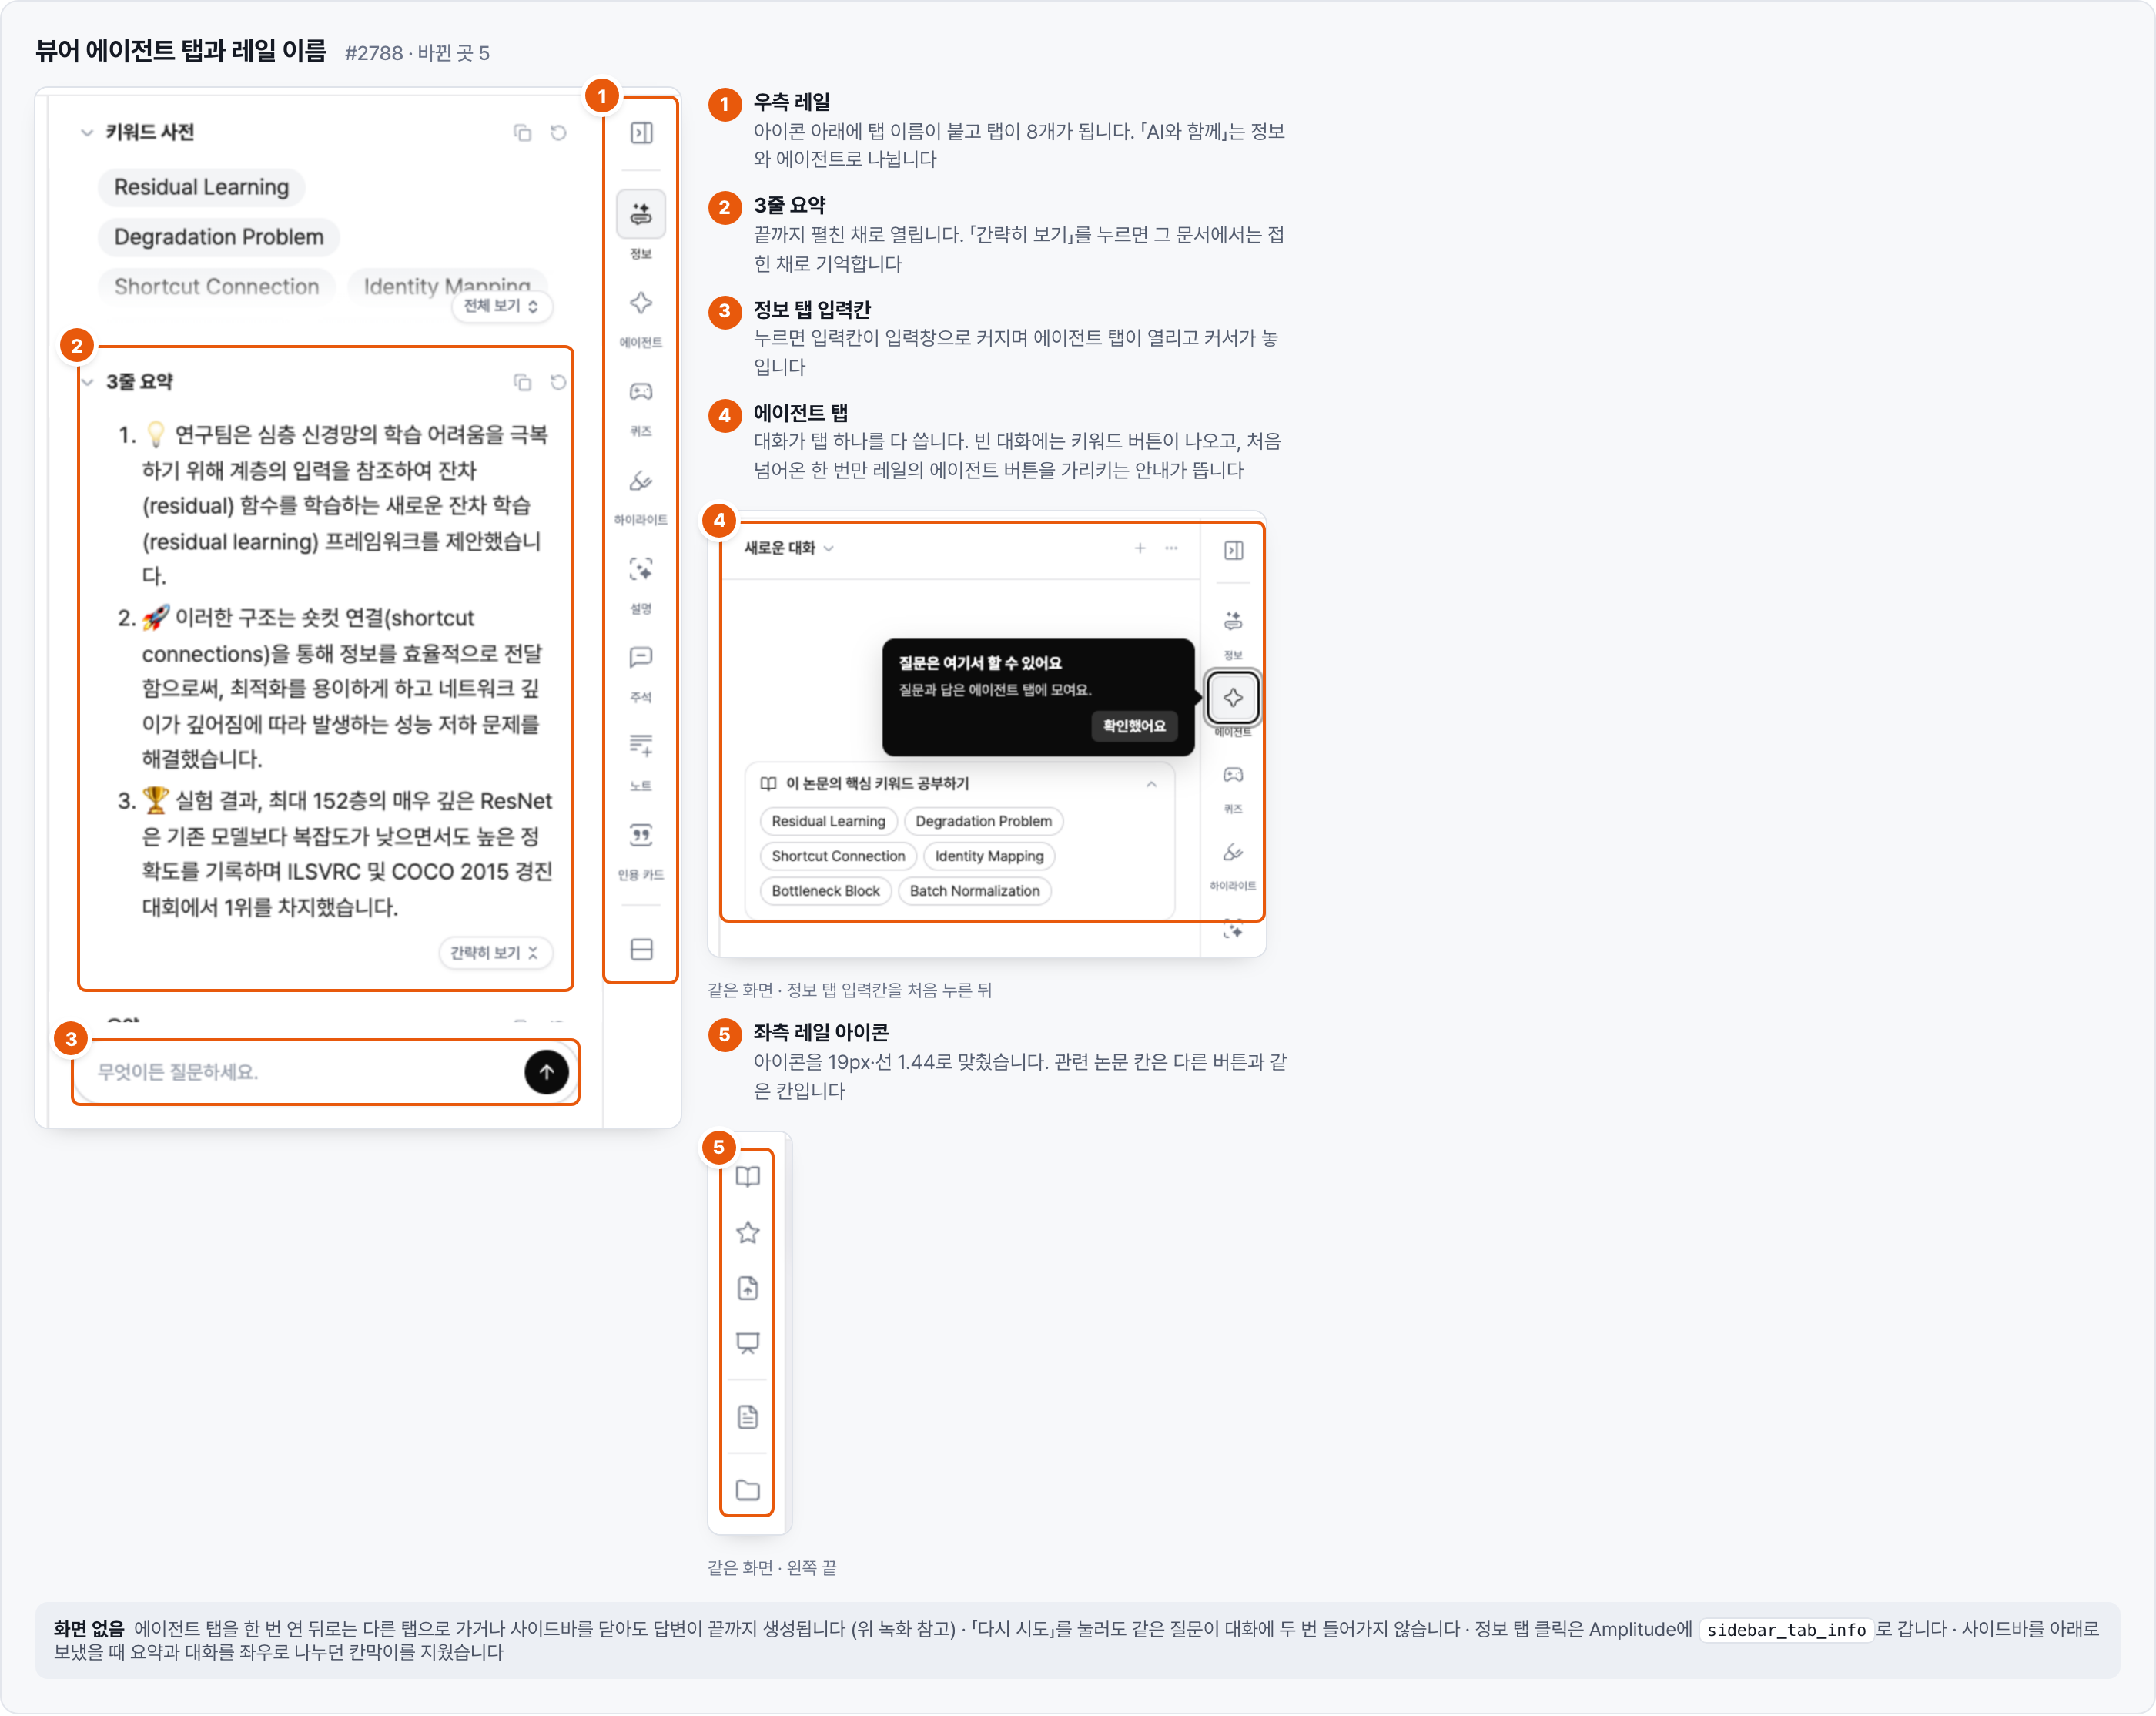 뷰어 에이전트 탭과 레일 이름 #2788 · 바뀐 곳 5
1
키워드 사전
Residual Learning
Degradation Problem
Shortcut Connection Identity Mapping
전체 보기
2
3줄 요약
1. 💡 연구팀은 심층 신경망의 학습 어려움을 극복
하기 위해 계층의 입력을 참조하여 잔차
(residual) 함수를 학습하는 새로운 잔차 학습
(residual learning) 프레임워크를 제안했습니
다.
2. 🚀 이러한 구조는 숏컷 연결(shortcut
connections)을 통해 정보를 효율적으로 전달
함으로써, 최적화를 용이하게 하고 네트워크 깊
이가 깊어짐에 따라 발생하는 성능 저하 문제를
해결했습니다.
3. 🏆 실험 결과, 최대 152층의 매우 깊은 ResNet
은 기존 모델보다 복잡도가 낮으면서도 높은 정
확도를 기록하며 ILSVRC 및 COCO 2015 경진
대회에서 1위를 차지했습니다.
간략히 보기
3
무엇이든 질문하세요.
정보
에이전트
퀴즈
하이라이트
설명
주석
노트
인용 카드
1 우측 레일
아이콘 아래에 탭 이름이 붙고 탭이 8개가 됩니다. 「AI와 함께」는 정보
와 에이전트로 나뉩니다
2 3줄 요약
끝까지 펼친 채로 열립니다. 「간략히 보기」를 누르면 그 문서에서는 접
힌 채로 기억합니다
3 정보 탭 입력칸
누르면 입력칸이 입력창으로 커지며 에이전트 탭이 열리고 커서가 놓
입니다
4 에이전트 탭
대화가 탭 하나를 다 씁니다. 빈 대화에는 키워드 버튼이 나오고, 처음
넘어온 한 번만 레일의 에이전트 버튼을 가리키는 안내가 뜹니다
4
새로운 대화
질문은 여기서 할 수 있어요
질문과 답은 에이전트 탭에 모여요.
확인했어요
이 논문의 핵심 키워드 공부하기
Residual Learning Degradation Problem
Shortcut Connection Identity Mapping
Bottleneck Block Batch Normalization
정보
에이전트
퀴즈
하이라이트
같은 화면 · 정보 탭 입력칸을 처음 누른 뒤
5 좌측 레일 아이콘
아이콘을 19px·선 1.44로 맞췄습니다. 관련 논문 칸은 다른 버튼과 같
은 칸입니다
5
같은 화면 · 왼쪽 끝
화면 없음 에이전트 탭을 한 번 연 뒤로는 다른 탭으로 가거나 사이드바를 닫아도 답변이 끝까지 생성됩니다 (위 녹화 참고) · 「다시 시도」를 눌러도 같은 질문이 대화에 두 번 들어가지 않습니다 · 정보 탭 클릭은 Amplitude에 sidebar_tab_info 로 갑니다 · 사이드바를 아래로
보냈을 때 요약과 대화를 좌우로 나누던 칸막이를 지웠습니다